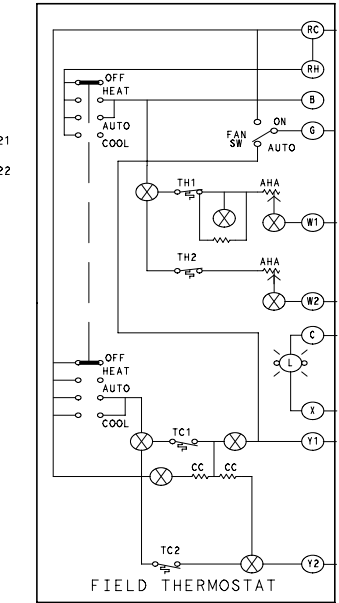 RC
RH
OFF
HEAT
B
AUTO
COOL
ON
G
FAN
SW
AUTO
21
22
TH1
AHA
W1
TH2
AHA
W2
C
L
OFF
HEAT
AUTO
X
COOL
TC1
Y1
CC
CC
TC2
Y2
FIELD THERMOSTAT